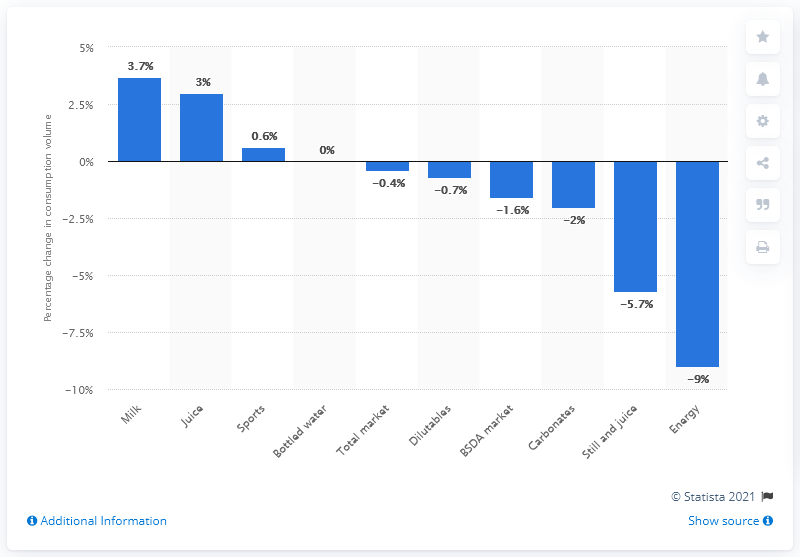 Percentage change in consumption volume
5%
2.5%
0%
−2.5%
−5%
−7.5%
−10%
3.7%
3%
0.6%
0%
−0.4%
−0.7%
−1.6%
−2%
−5.7%
−9%
Milk
Juice
Sports
Bottled water
Total market
Dilutables
BSDA market
Carbonates
Still and juice
Energy
© Statista 2021
Additional Information
Show source